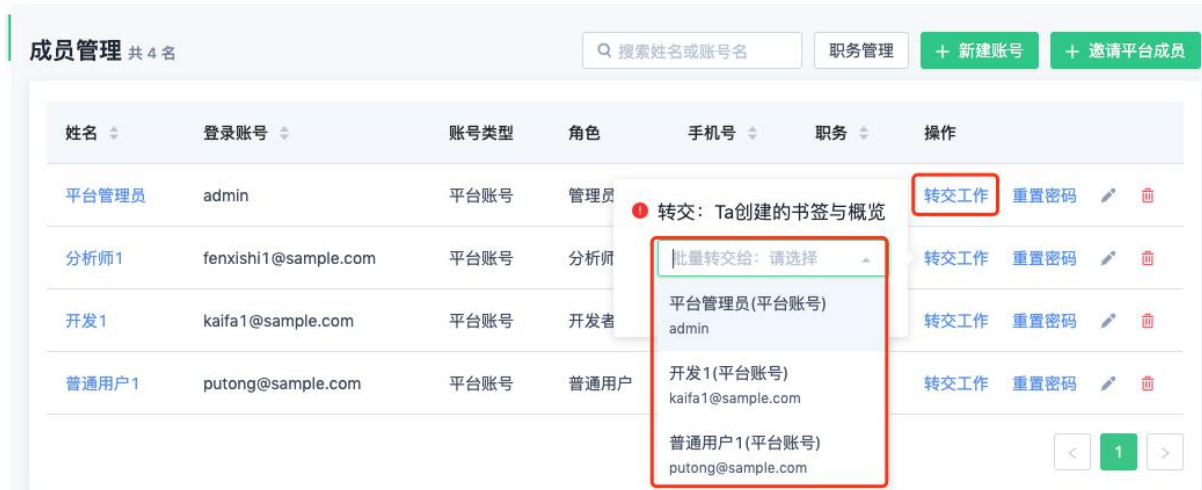 成员管理 共 4 名
搜索姓名或账号名
职务管理
+ 新建账号
+ 邀请平台成员
姓名 登录账号 账号类型 角色 手机号 职务 操作
平台管理员 admin 平台账号 管理员 转交工作 重置密码
分析师1 fenxishi1@sample.com 平台账号 分析师 转交工作 重置密码
开发1 kaifa1@sample.com 平台账号 开发者 转交工作 重置密码
普通用户1 putong@sample.com 平台账号 普通用户 转交工作 重置密码
转交：Ta创建的书签与概览
批量转交给：请选择
平台管理员(平台账号)
admin
开发1(平台账号)
kaifa1@sample.com
普通用户1(平台账号)
putong@sample.com
< 1 >